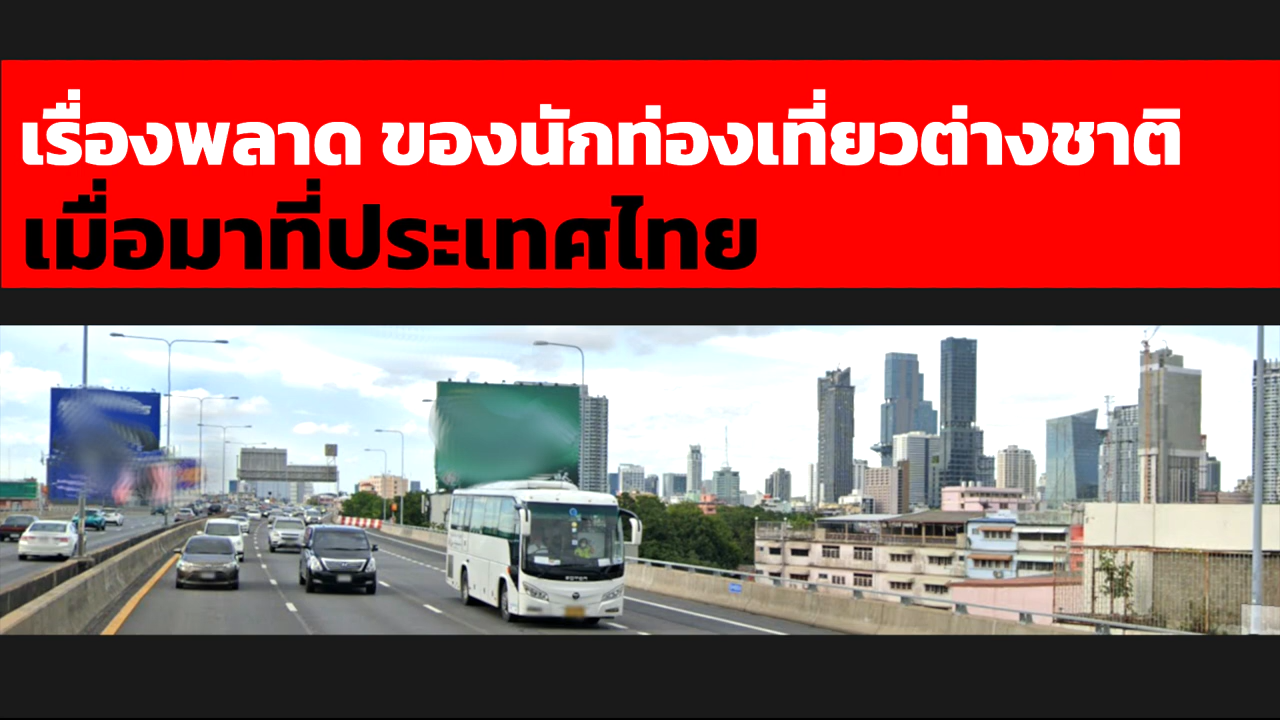 เรื่องพลาด ของนักท่องเที่ยวต่างชาติ
เมื่อมาที่ประเทศไทย
FOTON